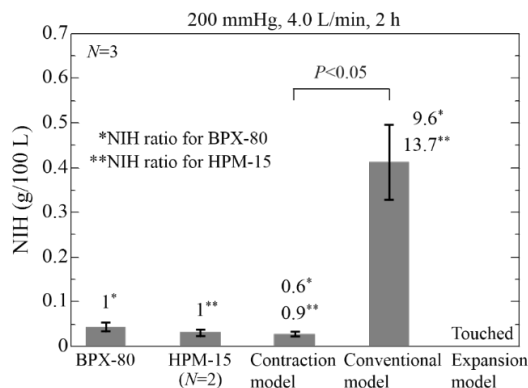 200 mmHg, 4.0 L/min, 2 h
0.7
N=3
P<0.05
0.6
0.5
9.6*
*NIH ratio for BPX-80
13.7**
**NIH ratio for HPM-15
0.4
NIH (g/100 L)
0.3
0.2
0.6*
0.1
1*
1**
0.9**
Touched
0
BPX-80
HPM-15
(N=2)
Contraction
model
Conventional
model
Expansion
model